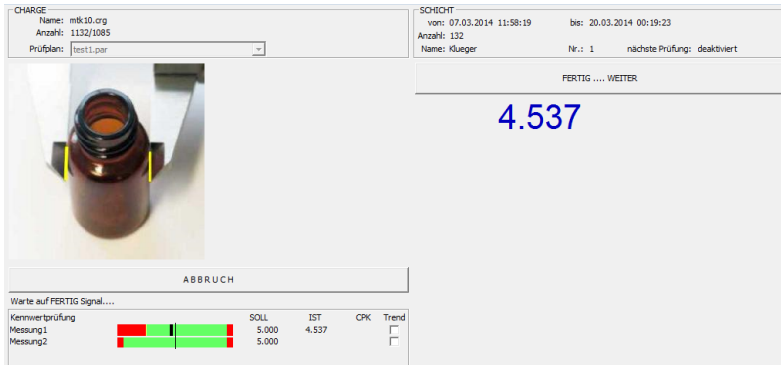 CHARGE
Name: mtk10.crg
Anzahl: 1132/1085
Prüfplan: test1.par
SCHICHT
von: 07.03.2014 11:58:19 bis: 20.03.2014 00:19:23
Anzahl: 132
Name: Klueger Nr.: 1 nächste Prüfung: deaktiviert
FERTIG .... WEITER
4.537
ABBRUCH
Warte auf FERTIG Signal....
Kennwertprüfung SOLL IST CPK Trend
Messung1 5.000 4.537
Messung2 5.000